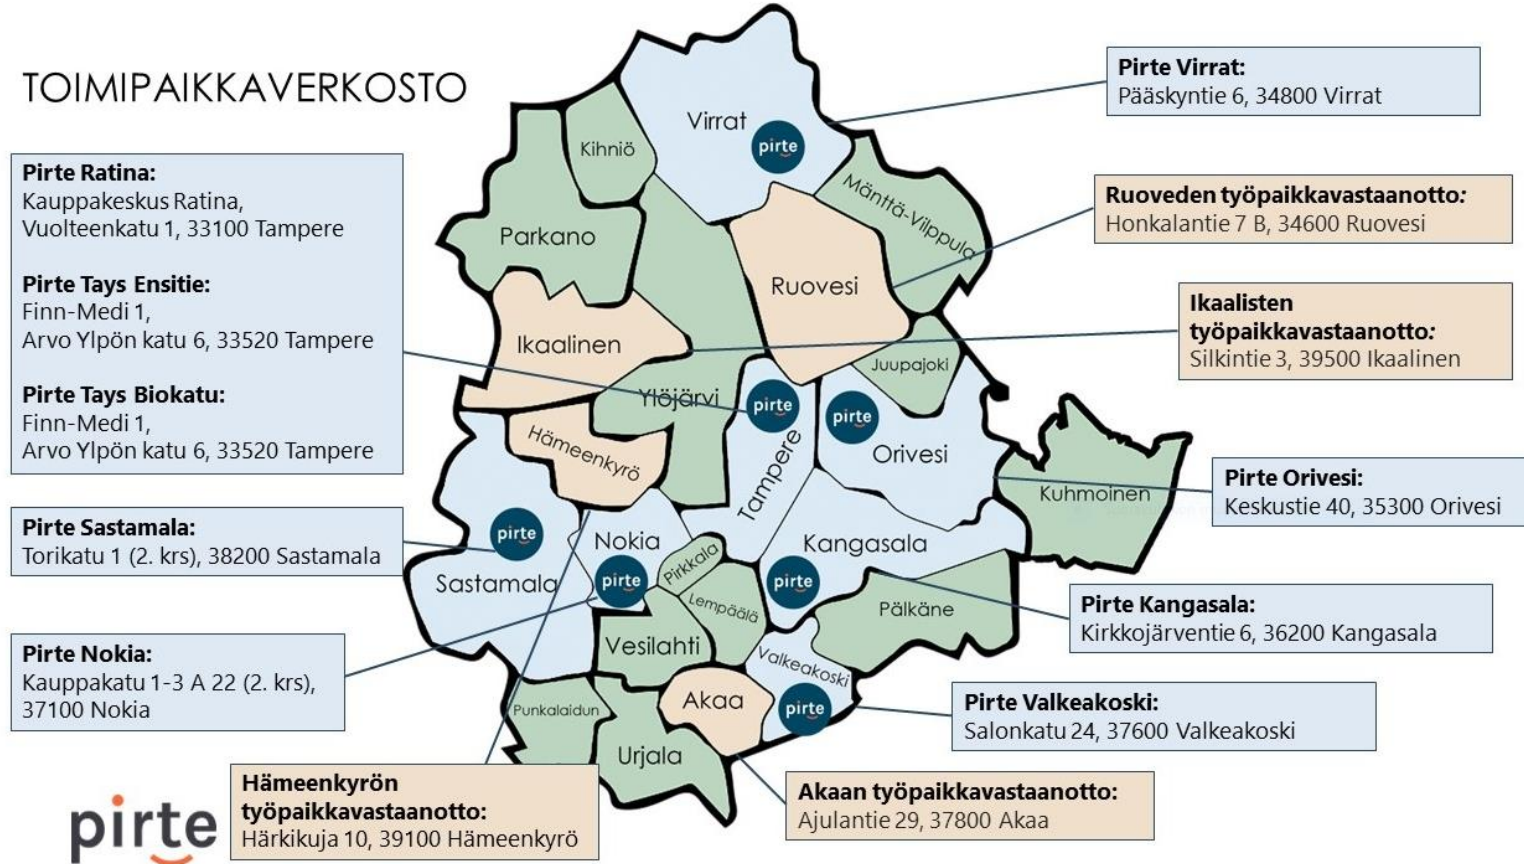 TOIMIPAIKKAVERKOSTO
Pirte Ratina:
Kauppakeskus Ratina,
Vuolteenkatu 1, 33100 Tampere
Pirte Tays Ensitie:
Finn-Medi 1,
Arvo Ylpön katu 6, 33520 Tampere
Pirte Tays Biokatu:
Finn-Medi 1,
Arvo Ylpön katu 6, 33520 Tampere
Pirte Sastamala:
Torikatu 1 (2. krs), 38200 Sastamala
Pirte Nokia:
Kauppakatu 1-3 A 22 (2. krs),
37100 Nokia
Hämeenkyrön
työpaikkavastaanotto:
Härkikuja 10, 39100 Hämeenkyrö
pirte
Virrat
pirte
Kihniö
Mänttä-Vilppula
Parkano
Ruovesi
Ikaalinen
Juupajoki
Ylöjärvi
pirte
pirte
Hämeenkyrö
Tampere
Orivesi
Kuhmoinen
pirte
Nokia
Kangasala
Sastamala
pirte
Pirkkala
pirte
Lempäälä
Pälkäne
Vesilahti
Valkeakoski
Akaa
pirte
Punkalaidun
Urjala
Pirte Virrat:
Pääskyntie 6, 34800 Virrat
Ruoveden työpaikkavastaanotto:
Honkalantie 7 B, 34600 Ruovesi
Ikaalisten
työpaikkavastaanotto:
Silkintie 3, 39500 Ikaalinen
Pirte Orivesi:
Keskustie 40, 35300 Orivesi
Pirte Kangasala:
Kirkkojärventie 6, 36200 Kangasala
Pirte Valkeakoski:
Salonkatu 24, 37600 Valkeakoski
Akaan työpaikkavastaanotto:
Ajulantie 29, 37800 Akaa